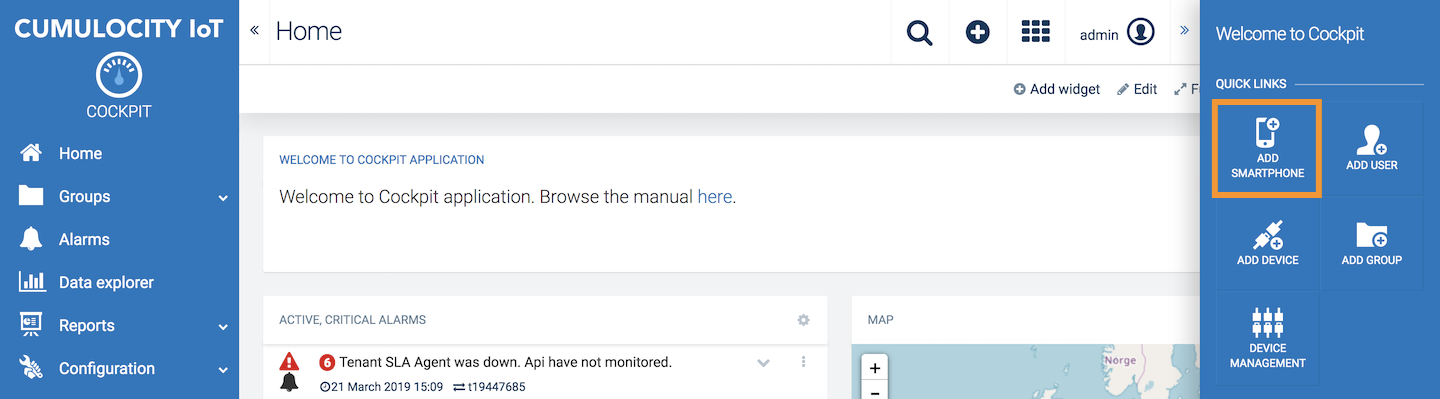 CUMULOCITY IoT
COCKPIT
Home
Groups
Alarms
Data explorer
Reports
Configuration
« Home
admin »
Add widget Edit
WELCOME TO COCKPIT APPLICATION
Welcome to Cockpit application. Browse the manual here.
ACTIVE, CRITICAL ALARMS
6 Tenant SLA Agent was down. Api have not monitored.
21 March 2019 15:09 t19447685
MAP
+
−
Norge
Welcome to Cockpit
QUICK LINKS
ADD
SMARTPHONE
ADD USER
ADD DEVICE
ADD GROUP
DEVICE
MANAGEMENT